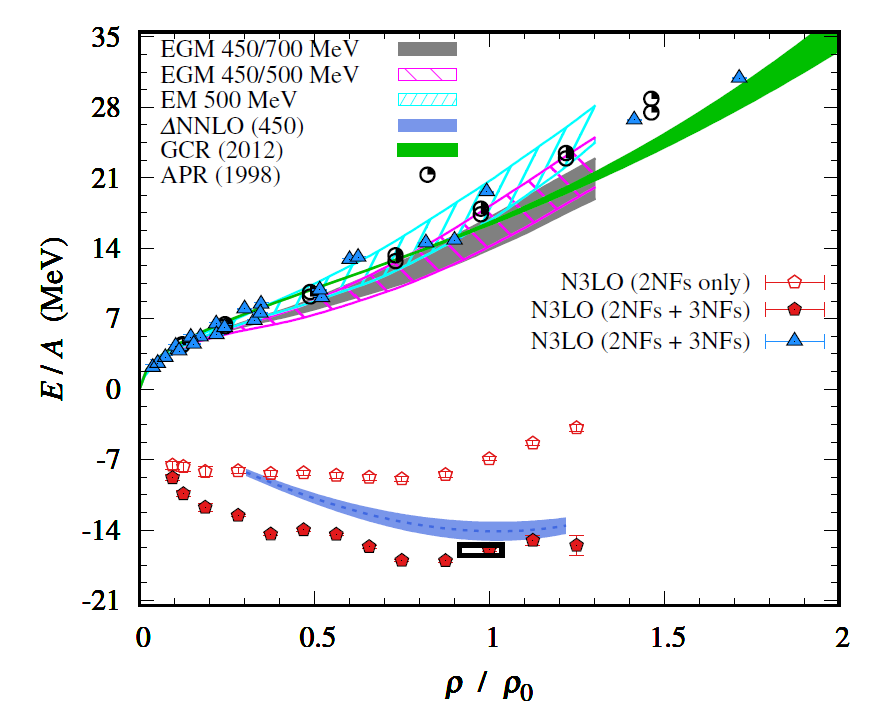 35
28
21
14
7
0
-7
-14
-21
E / A (MeV)
EGM 450/700 MeV
EGM 450/500 MeV
EM 500 MeV
ΔNNLO (450)
GCR (2012)
APR (1998)
N3LO (2NFs only)
N3LO (2NFs + 3NFs)
N3LO (2NFs + 3NFs)
0 0.5 1 1.5 2
ρ / ρ₀